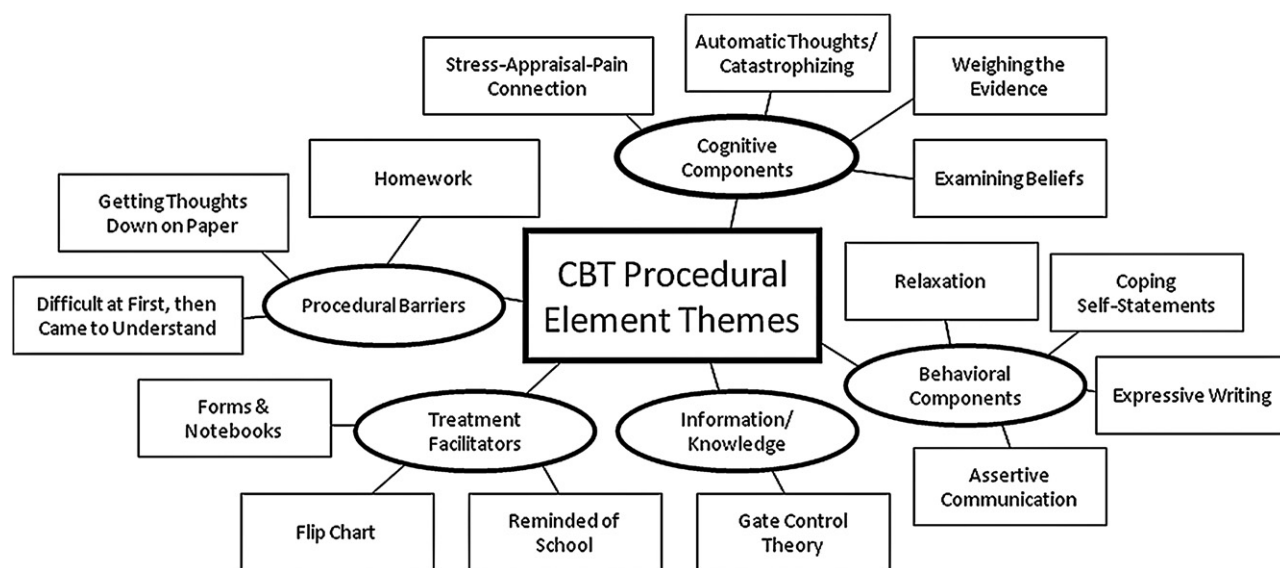 Automatic Thoughts/
Catastrophizing
Stress-Appraisal-Pain
Connection
Weighing the
Evidence
Cognitive
Components
Examining Beliefs
Homework
Getting Thoughts
Down on Paper
Difficult at First, then
Came to Understand
Procedural Barriers
CBT Procedural
Element Themes
Relaxation
Coping
Self-Statements
Behavioral
Components
Expressive Writing
Assertive
Communication
Forms &
Notebooks
Treatment
Facilitators
Information/
Knowledge
Flip Chart
Reminded of
School
Gate Control
Theory